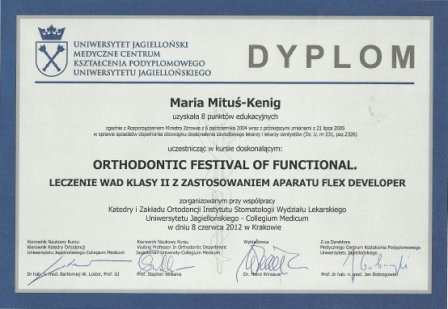 UNIWERSYTET JAGIELLOŃSKI
MEDYCZNE CENTRUM
KSZTAŁCENIA PODYPLOMOWEGO
UNIWERSYTETU JAGIELLOŃSKIEGO
DYPLOM
Maria Mituś-Kenig
uzyskała 8 punktów edukacyjnych
zgodnie z Rozporządzeniem Ministra Zdrowia z 6 października 2004 wraz z późniejszymi zmianami z 21 lipca 2005
w sprawie sposobów dopełnienia obowiązku doskonalenia zawodowego lekarzy i lekarzy dentystów (Dz. U. nr 231, poz.2326)
uczestnicząc w kursie doskonalącym:
ORTHODONTIC FESTIVAL OF FUNCTIONAL.
LECZENIE WAD KLASY II Z ZASTOSOWANIEM APARATU FLEX DEVELOPER
zorganizowanym przy współpracy
Katedry i Zakładu Ortodoncji Instytutu Stomatologii Wydziału Lekarskiego
Uniwersytetu Jagiellońskiego - Collegium Medicum
w dniu 8 czerwca 2012 w Krakowie
Kierownik Naukowy Kursu
Kierownik Katedry Ortodoncji
Uniwersytetu Jagiellońskiego Collegium Medicum
Dr hab. n. med. Bartłomiej W. Loster, Prof. UJ
Kierownik Naukowy Kursu
Visiting Professor in Orthodontic Department
Jagiellonian University Collegium Medicum
Prof. Stephen Williams
Wykładowca
Dr. Heinz Winsauer
Z-ca Dyrektora
Medycznego Centrum Kształcenia Podyplomowego
Uniwersytetu Jagiellońskiego
Prof. dr hab. n. med. Jan Dobrogowski